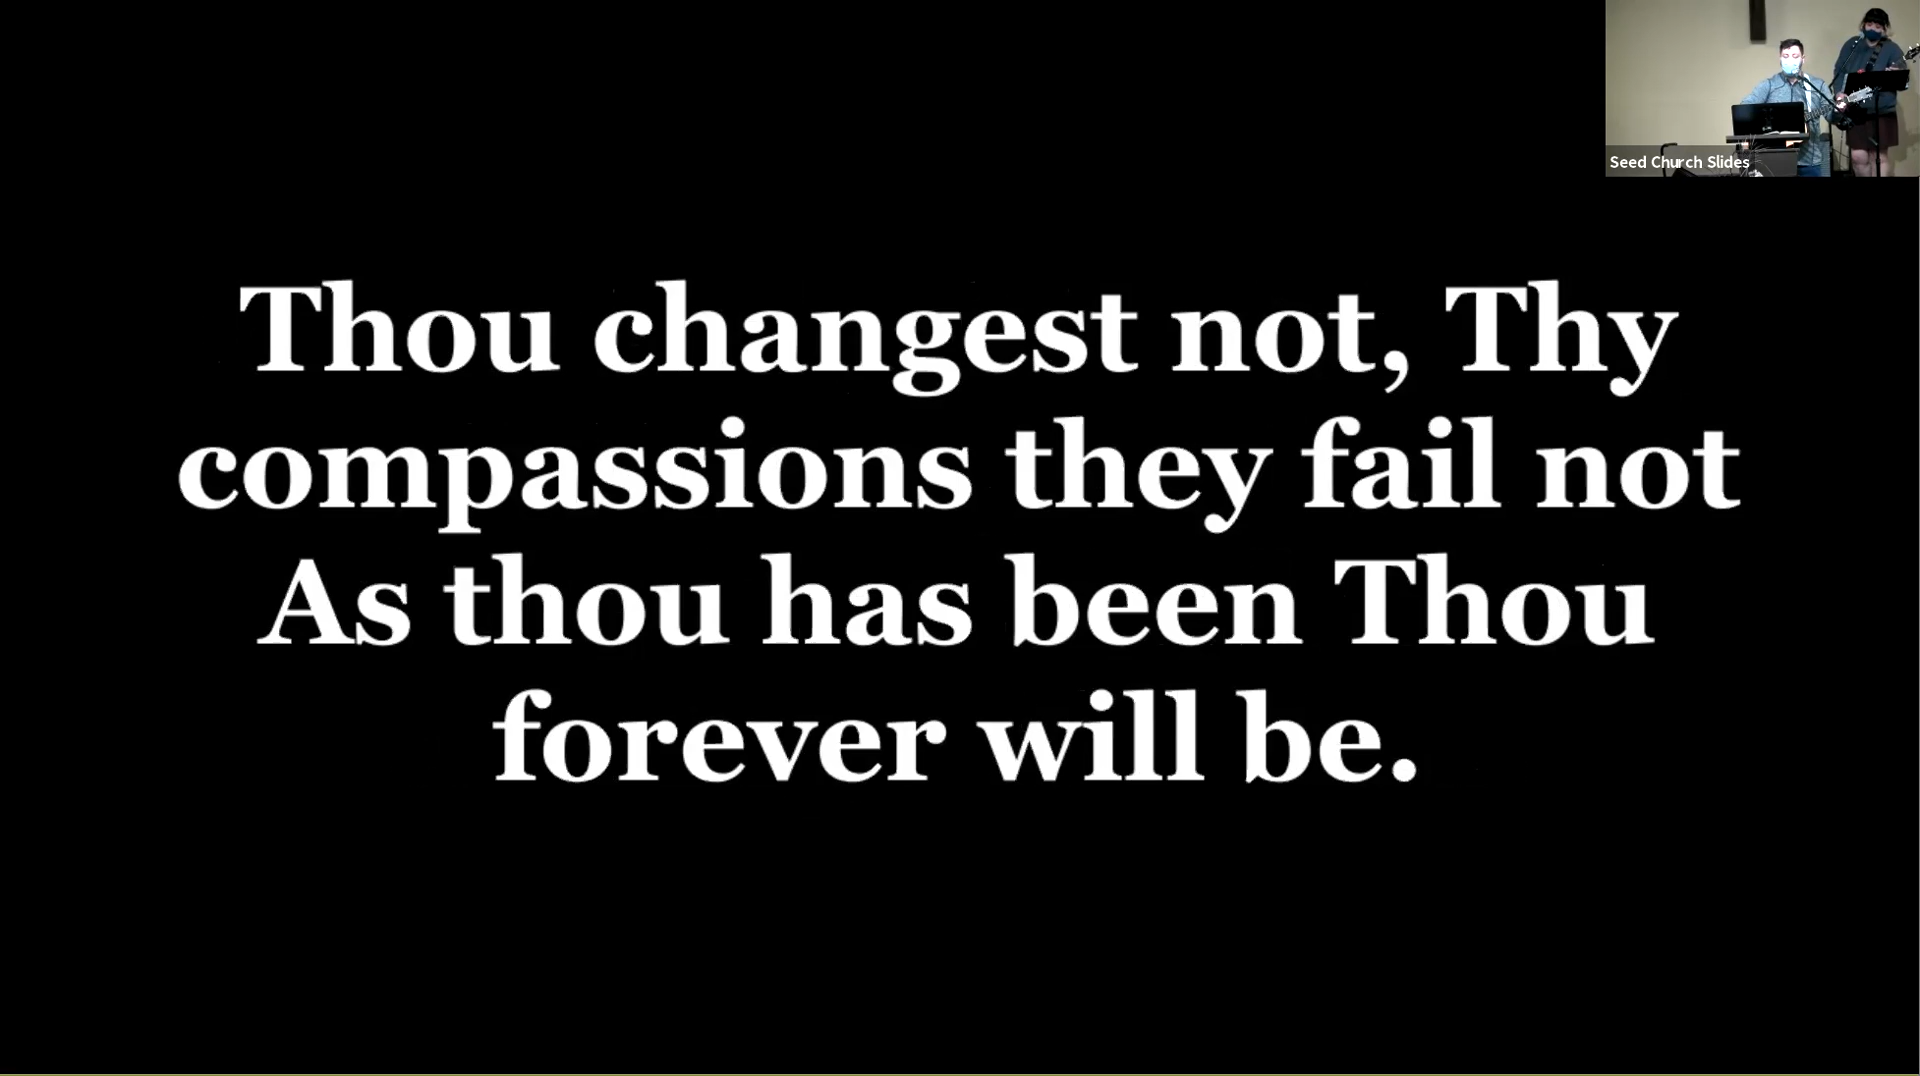 Seed Church Slides
Thou changest not, Thy
compassions they fail not
As thou has been Thou
forever will be.